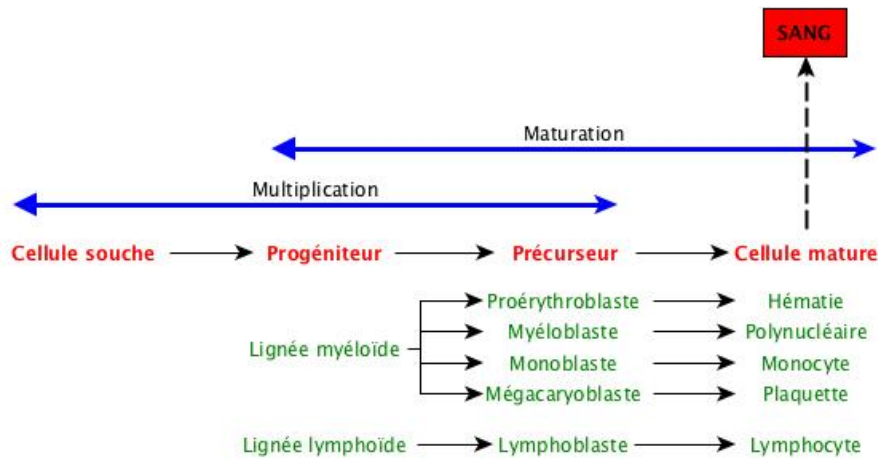 SANG
Maturation
Multiplication
Cellule souche Progéniteur Précurseur Cellule mature
Proérythroblaste Hématie
Myéloblaste Polynucléaire
Lignée myéloïde
Monoblaste Monocyte
Mégacaryoblaste Plaquette
Lignée lymphoïde Lymphoblaste Lymphocyte